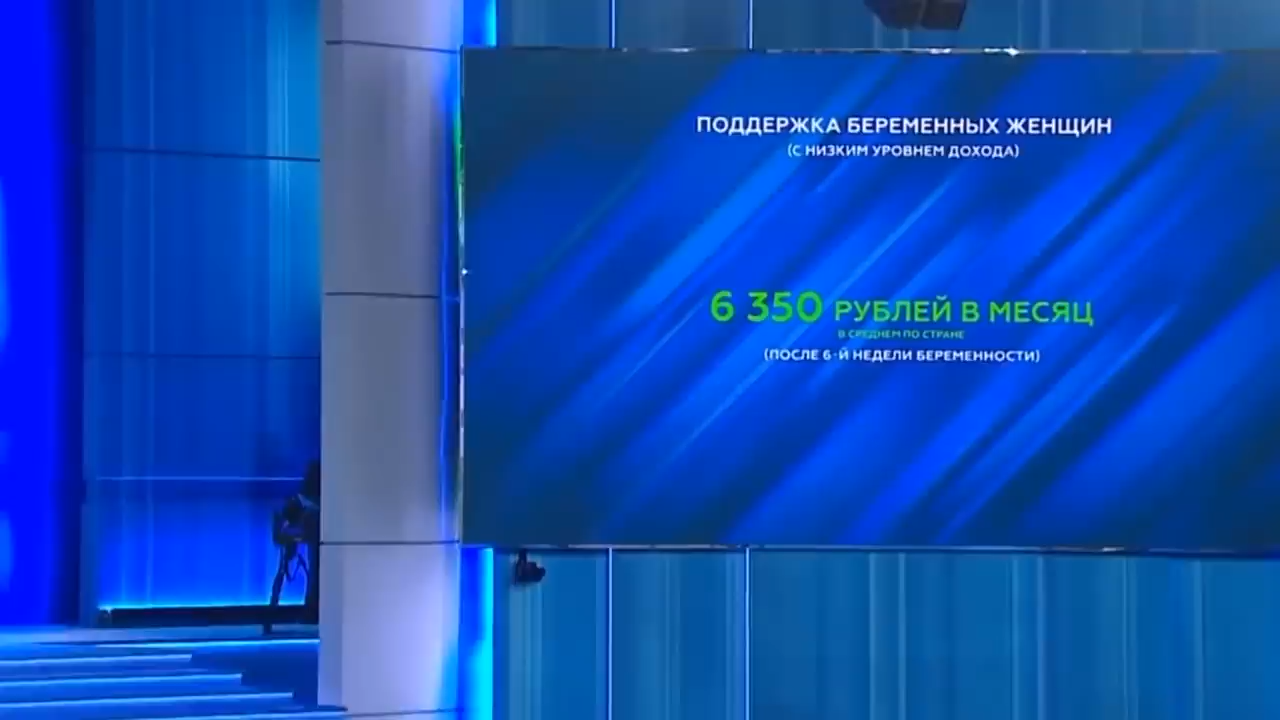 ПОДДЕРЖКА БЕРЕМЕННЫХ ЖЕНЩИН
(С НИЗКИМ УРОВНЕМ ДОХОДА)
6 350 РУБЛЕЙ В МЕСЯЦ
В СРЕДНЕМ ПО СТРАНЕ
(ПОСЛЕ 6-Й НЕДЕЛИ БЕРЕМЕННОСТИ)